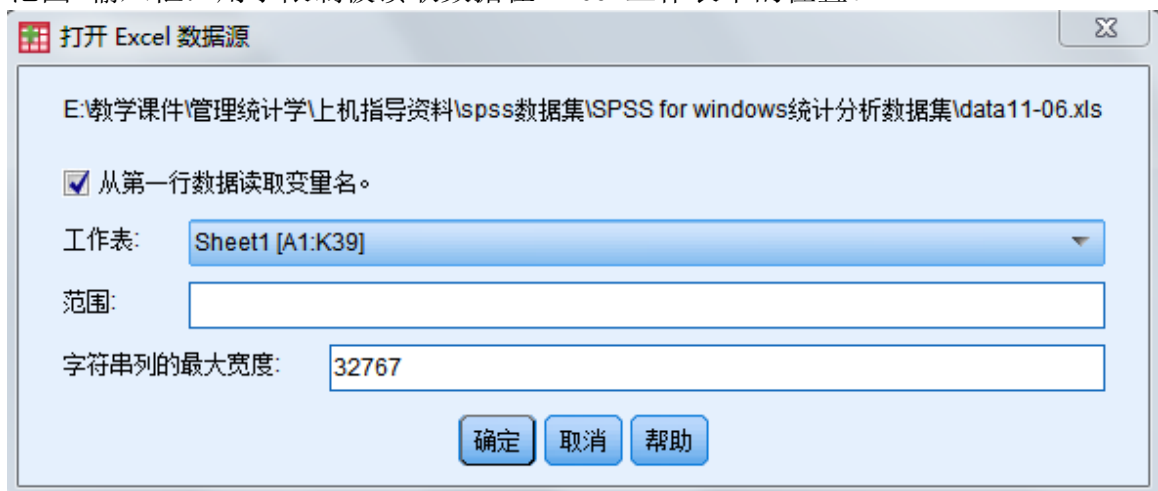 打开 Excel 数据源
E:\教学课件\管理统计学\上机指导资料\spss数据集\SPSS for windows统计分析数据集\data11-06.xls
从第一行数据读取变量名。
工作表: Sheet1 [A1:K39]
范围:
字符串列的最大宽度: 32767
确定 取消 帮助